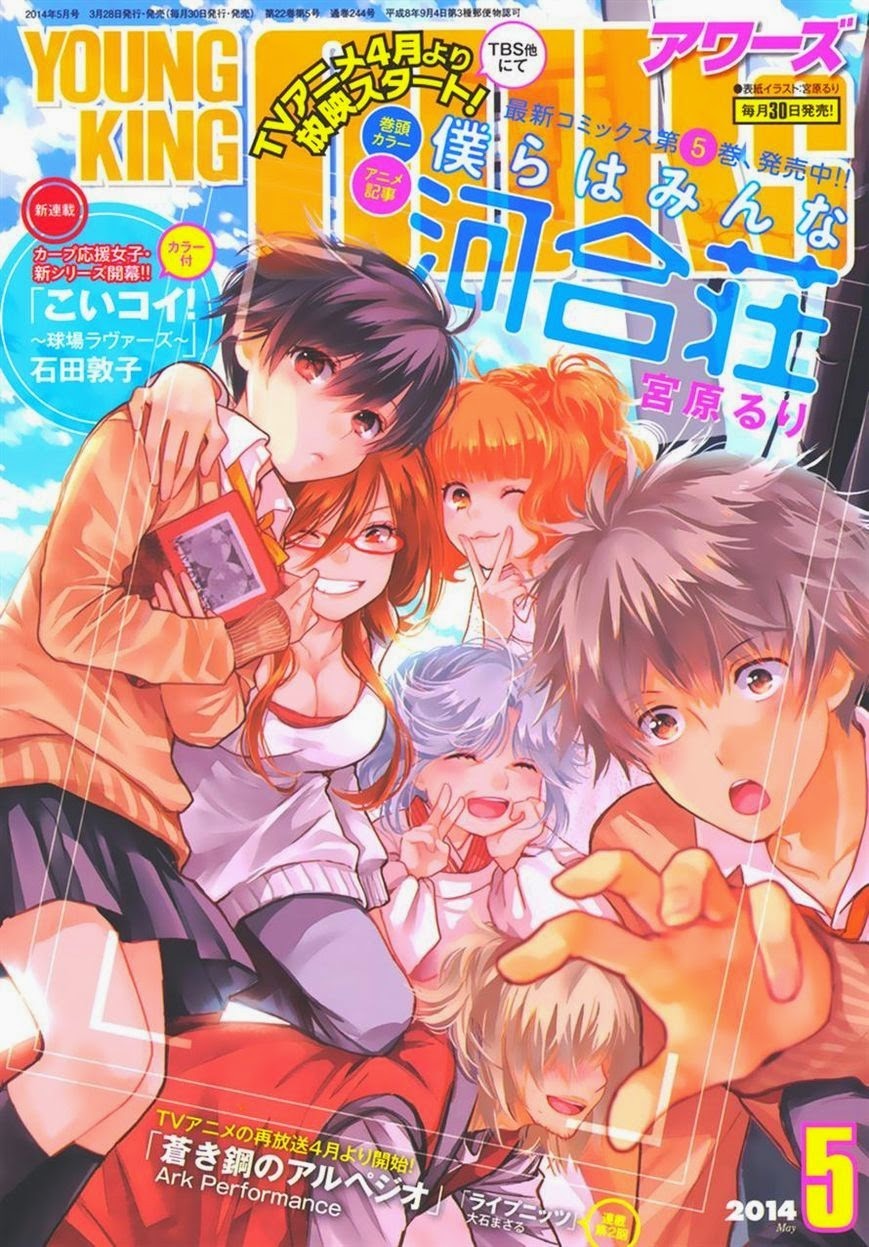 2014年5月号 3月28日発行・発売(毎月30日発行・発売) 第22巻第5号 通巻244号 平成8年9月4日第3種郵便物認可
YOUNG
KING
OURS
アワーズ
●表紙イラスト:宮原るり
毎月30日発売!
TBS他
にて
TVアニメ4月より
放映スタート!
巻頭
カラー
アニメ
記事
最新コミックス第5巻、発売中!!
僕らはみんな
河合荘
宮原るり
新連載
カープ応援女子・
新シリーズ開幕!!
カラー
付
「こいコイ!
~球場ラヴァーズ~」
石田敦子
TVアニメの再放送4月より開始!
「蒼き鋼のアルペジオ」
Ark Performance
「ライプニッツ」
大石まさる
連載
第2回
2014
May
5